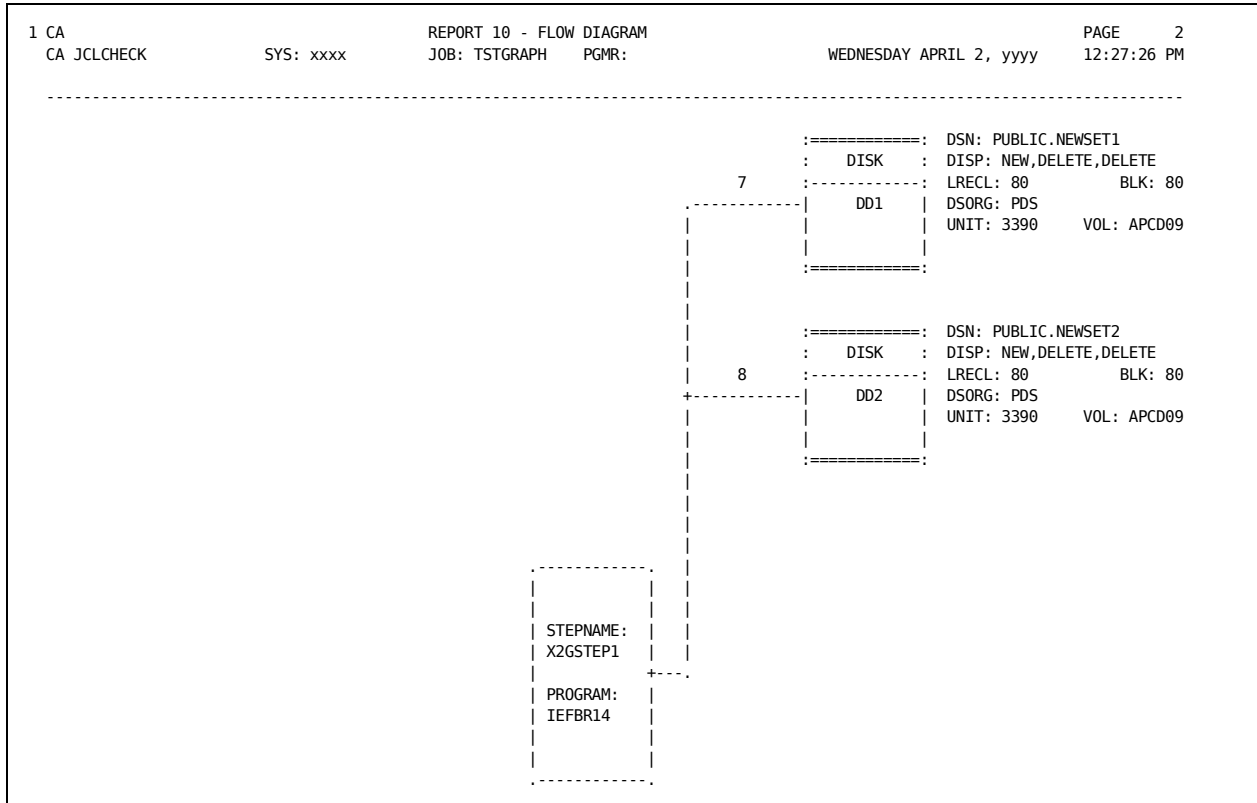 1 CA REPORT 10 - FLOW DIAGRAM PAGE 2
CA JCLCHECK SYS: xxxx JOB: TSTGRAPH PGMR: WEDNESDAY APRIL 2, yyyy 12:27:26 PM
DSN: PUBLIC.NEWSET1
DISK DISP: NEW,DELETE,DELETE
7 LRECL: 80 BLK: 80
DD1 DSORG: PDS
UNIT: 3390 VOL: APCD09
DSN: PUBLIC.NEWSET2
DISK DISP: NEW,DELETE,DELETE
8 LRECL: 80 BLK: 80
DD2 DSORG: PDS
UNIT: 3390 VOL: APCD09
STEPNAME:
X2GSTEP1
PROGRAM:
IEFBR14